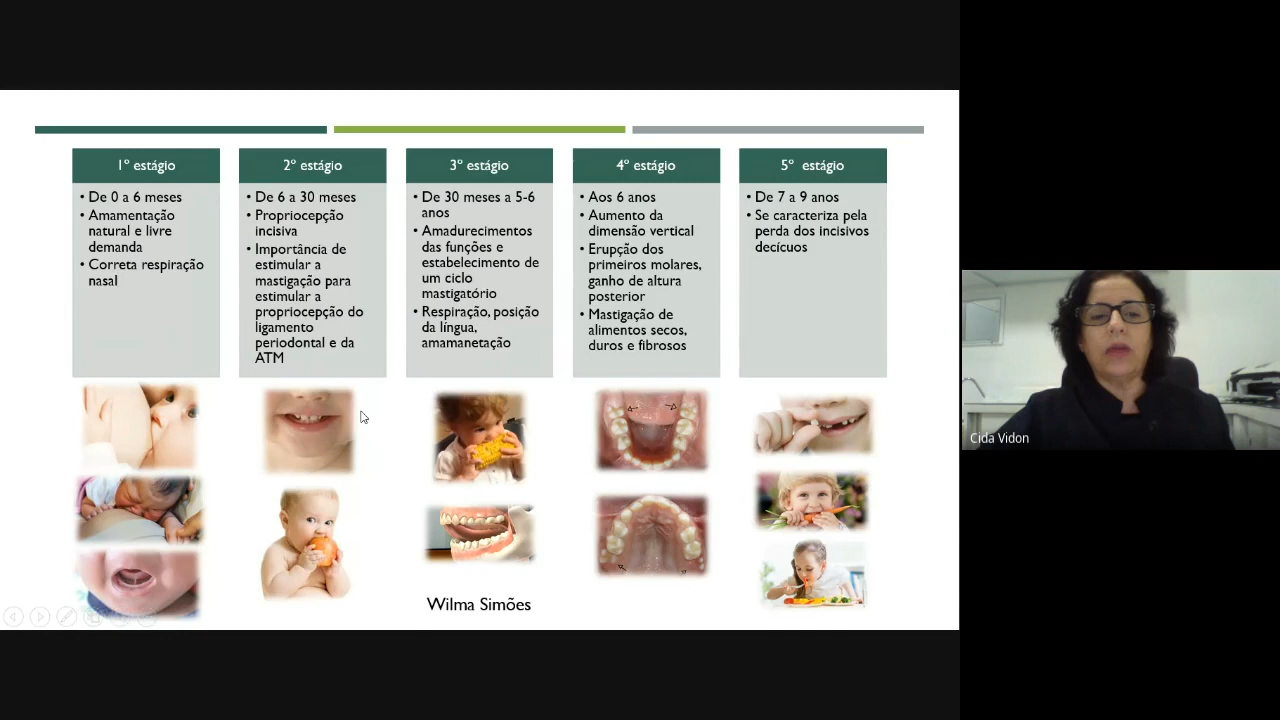 1º estágio
• De 0 a 6 meses
• Amamentação
natural e livre
demanda
• Correta respiração
nasal
2º estágio
• De 6 a 30 meses
• Propriocepção
incisiva
• Importância de
estimular a
mastigação para
estimular a
propriocepção do
ligamento
periodontal e da
ATM
3º estágio
• De 30 meses a 5-6
anos
• Amadurecimentos
das funções e
estabelecimento de
um ciclo
mastigatório
• Respiração, posição
da língua,
amamanetação
4º estágio
• Aos 6 anos
• Aumento da
dimensão vertical
• Erupção dos
primeiros molares,
ganho de altura
posterior
• Mastigação de
alimentos secos,
duros e fibrosos
5º estágio
• De 7 a 9 anos
• Se caracteriza pela
perda dos incisivos
decícuos
Wilma Simões
Cida Vidon